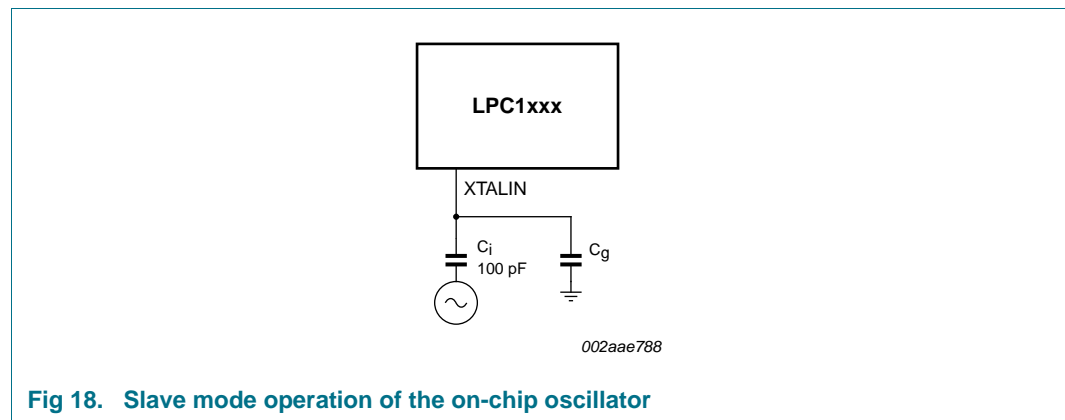 LPC1xxx
XTALIN
Ci
100 pF
Cg
002aae788
Fig 18. Slave mode operation of the on-chip oscillator